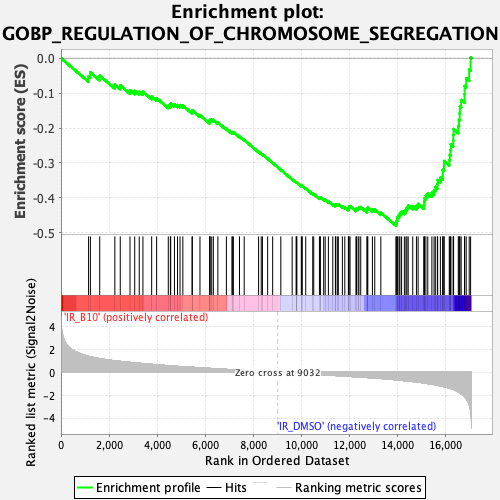 Enrichment plot:
GOBP_REGULATION_OF_CHROMOSOME_SEGREGATION
Enrichment score (ES)
0.0
-0.1
-0.2
-0.3
-0.4
-0.5
'IR_B10' (positively correlated)
Ranked list metric (Signal2Noise)
4
2
0
-2
-4
Zero cross at 9032
'IR_DMSO' (negatively correlated)
0
2,000
4,000
6,000
8,000
10,000
12,000
14,000
16,000
Rank in Ordered Dataset
Enrichment profile
Hits
Ranking metric scores